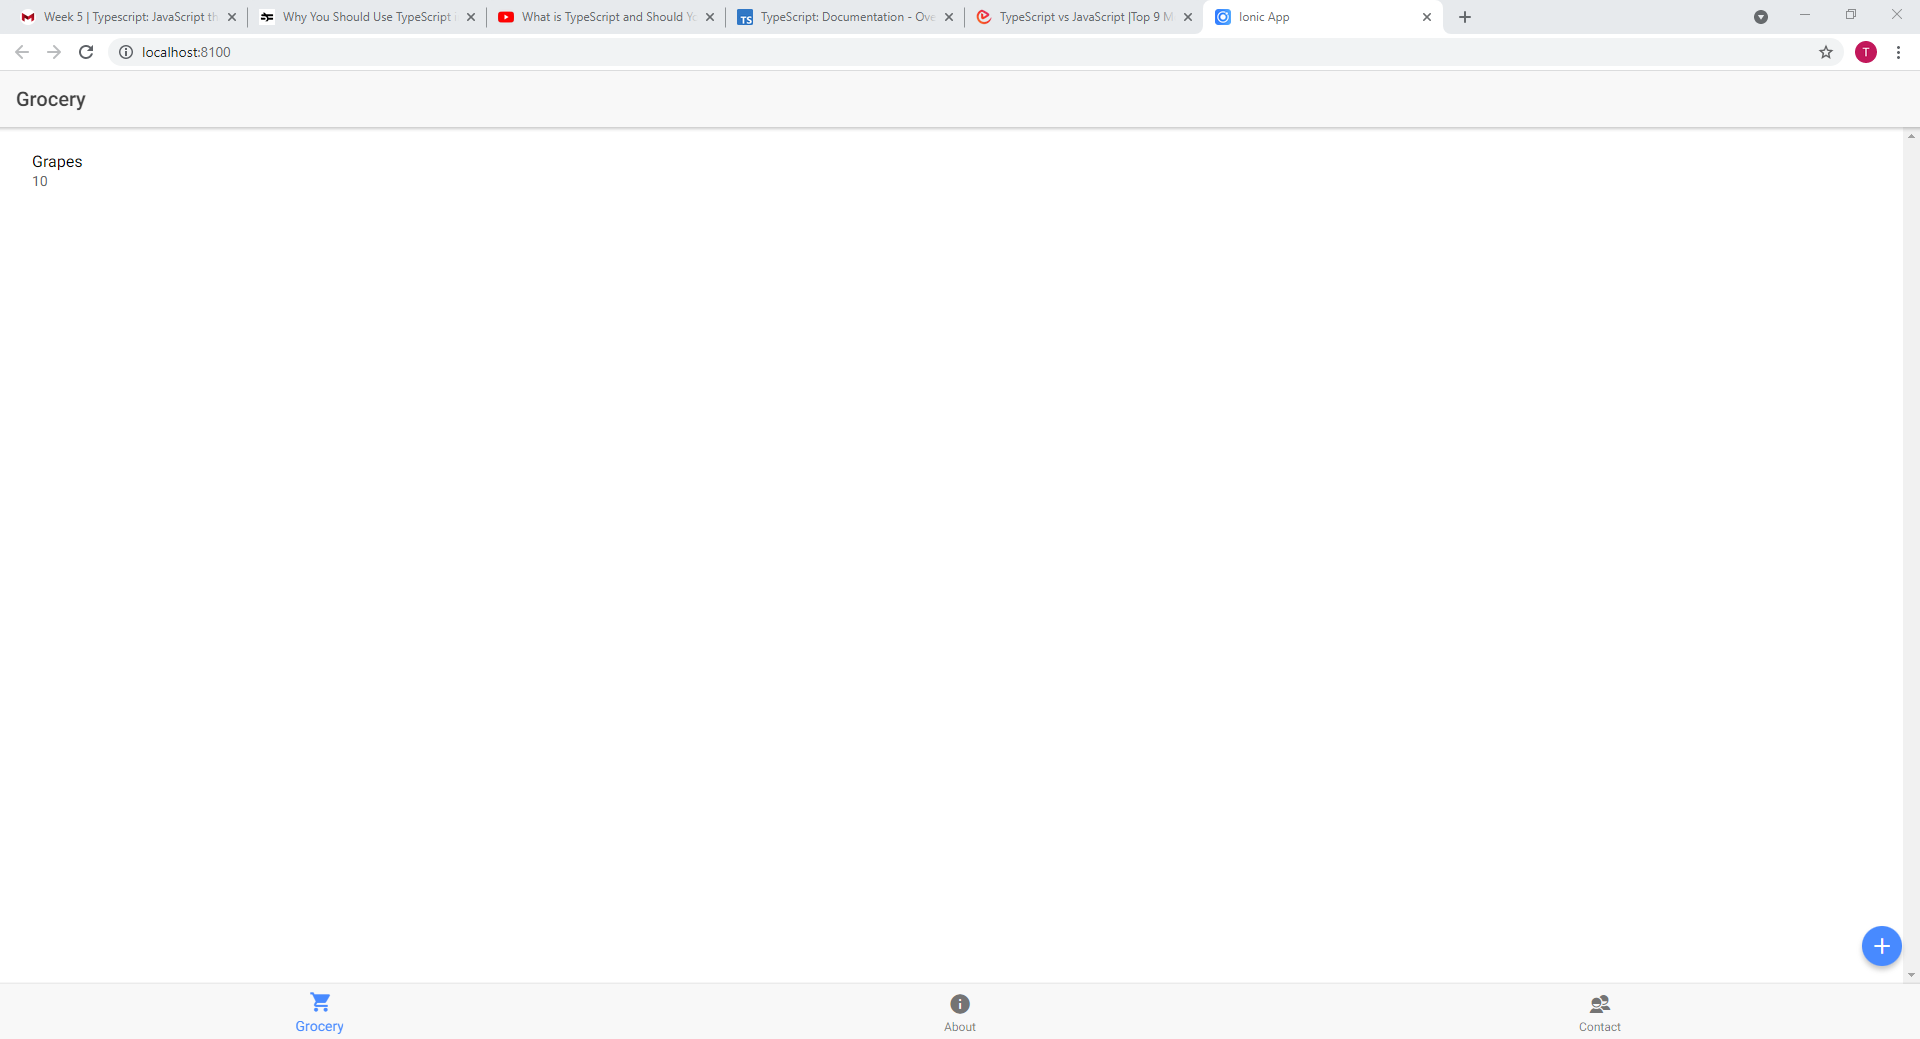 Week 5 | Typescript: JavaScript th
Why You Should Use TypeScript
What is TypeScript and Should Yo
TypeScript: Documentation - Ove
TypeScript vs JavaScript |Top 9 M
Ionic App
localhost:8100
T
Grocery
Grapes
10
Grocery
About
Contact